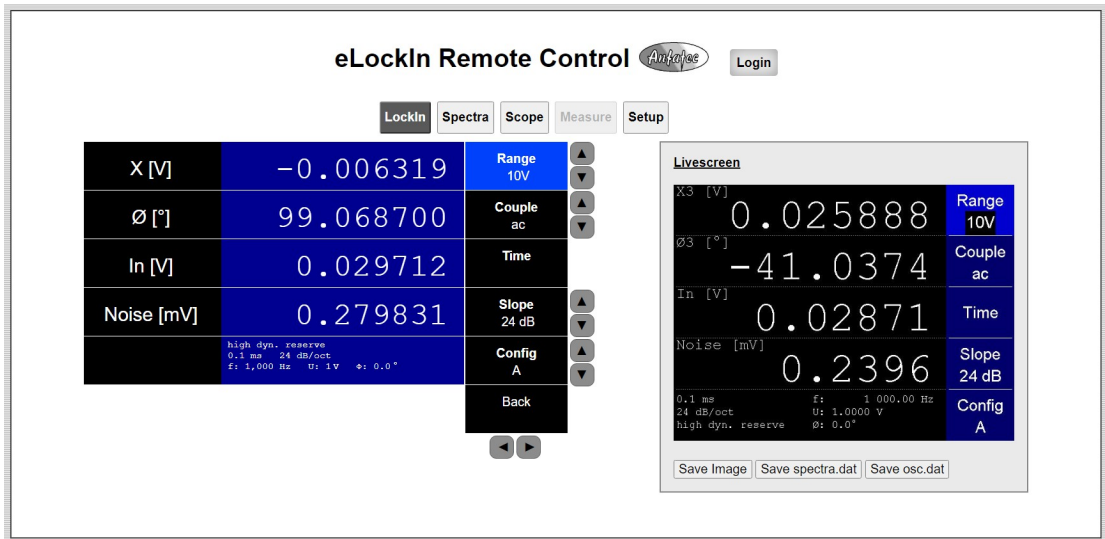 eLockIn Remote Control Anfatec Login
LockIn Spectra Scope Measure Setup
X [V] -0.006319 Range 10V
Ø [°] 99.068700 Couple ac
In [V] 0.029712 Time
Noise [mV] 0.279831 Slope 24 dB
high dyn. reserve
0.1 ms 24 dB/oct
f: 1,000 Hz U: 1V Φ: 0.0°
Config
A
Back
Livescreen
X3 [V]
0.025888
Range
10V
Ø3 [°]
-41.0374
Couple
ac
In [V]
0.02871
Time
Noise [mV]
0.2396
Slope
24 dB
0.1 ms f: 1 000.00 Hz
24 dB/oct U: 1.0000 V
high dyn. reserve Ø: 0.0°
Config
A
Save Image Save spectra.dat Save osc.dat